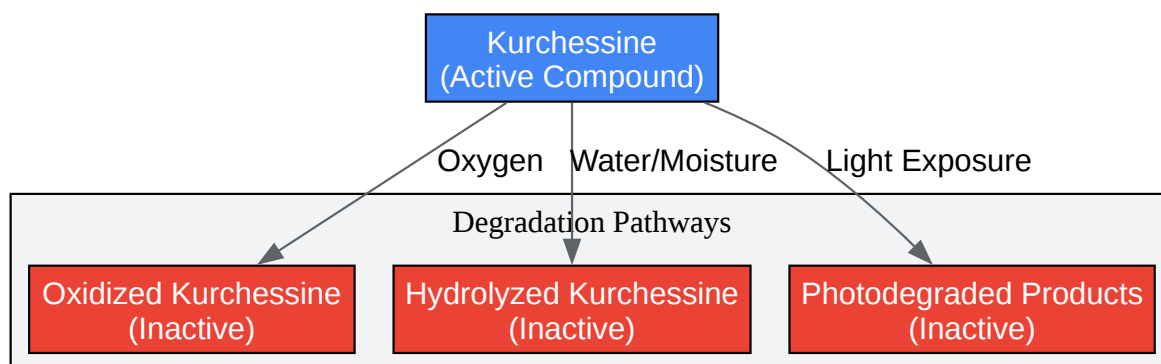 Kurchessine
(Active Compound)
Oxygen
Water/Moisture
Light Exposure
Degradation Pathways
Oxidized Kurchessine
(Inactive)
Hydrolyzed Kurchessine
(Inactive)
Photodegraded Products
(Inactive)